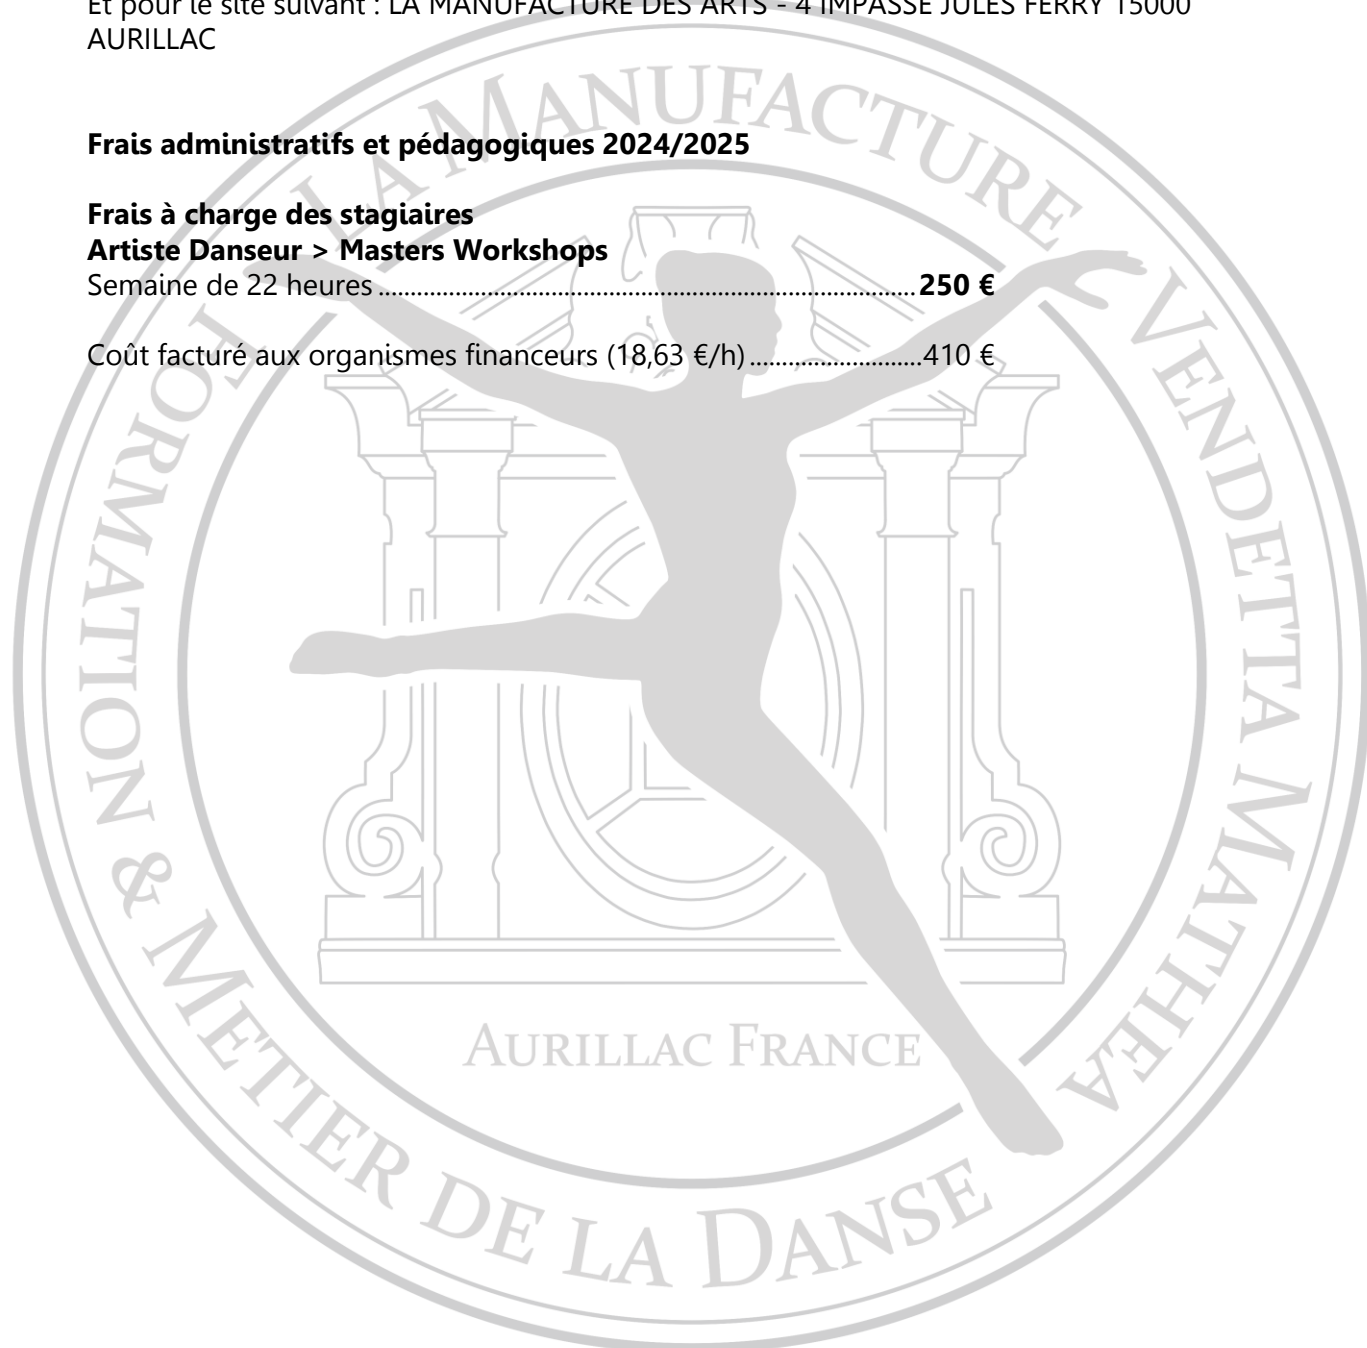 Et pour le site suivant : LA MANUFACTURE DES ARTS - 4 IMPASSE JULES FERRY 15000
AURILLAC
Frais administratifs et pédagogiques 2024/2025
Frais à charge des stagiaires
Artiste Danseur > Masters Workshops
Semaine de 22 heures ................................................................................... 250 €
Coût facturé aux organismes financeurs (18,63 €/h) ...........................410 €
LA MANUFACTURE VENDETTA MATHEA
FORMATION & METIER DE LA DANSE
AURILLAC FRANCE